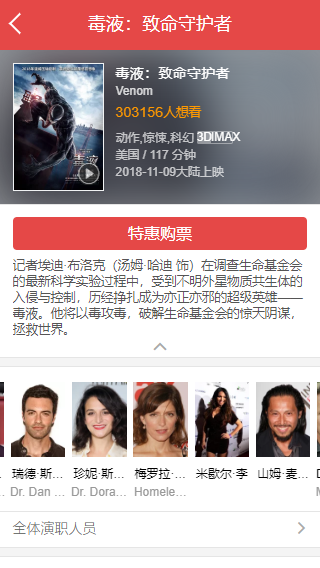 毒液：致命守护者
毒液：致命守护者
Venom
303156人想看
动作,惊悚,科幻 3DIMAX
美国 / 117 分钟
2018-11-09大陆上映
毒液
特惠购票
记者埃迪·布洛克（汤姆·哈迪 饰）在调查生命基金会
的最新科学实验过程中，受到不明外星物质共生体的
入侵与控制，历经挣扎成为亦正亦邪的超级英雄——
毒液。他将以毒攻毒，破解生命基金会的惊天阴谋，
拯救世界。
瑞德·斯...
珍妮·斯...
梅罗拉·...
米歇尔·李
山姆·麦...
Dr. Dan ...
Dr. Dora...
Homele...
全体演职人员